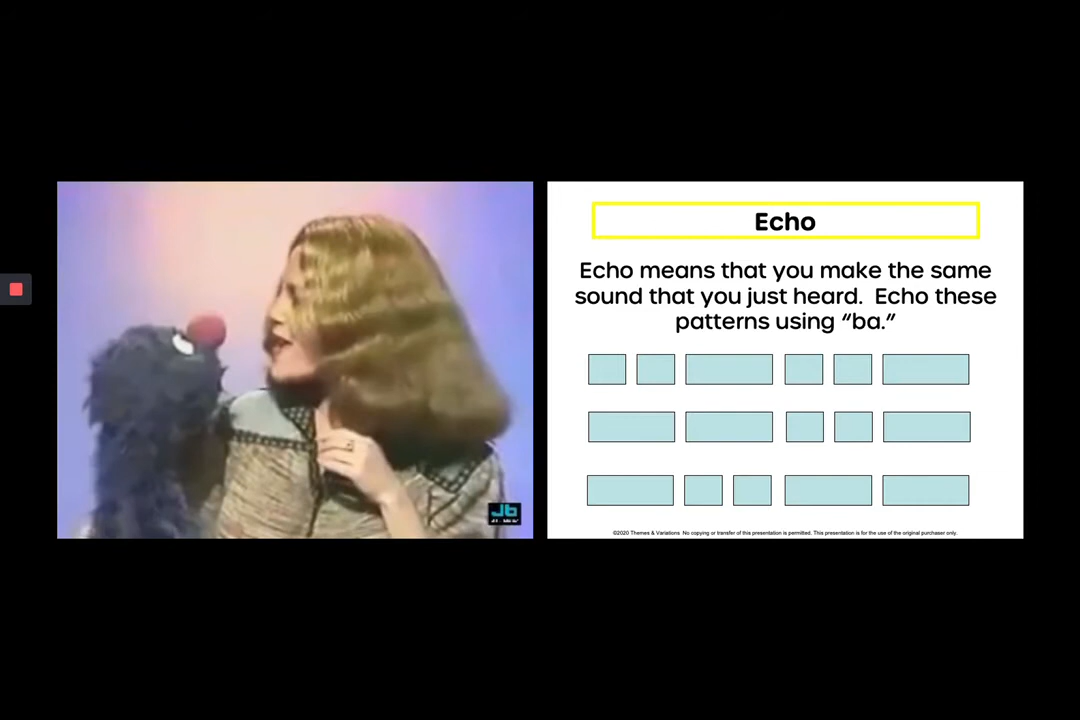 Echo
Echo means that you make the same
sound that you just heard.  Echo these
patterns using “ba.”
©2020 Themes & Variations  No copying or transfer of this presentation is permitted. This presentation is for the use of the original purchaser only.